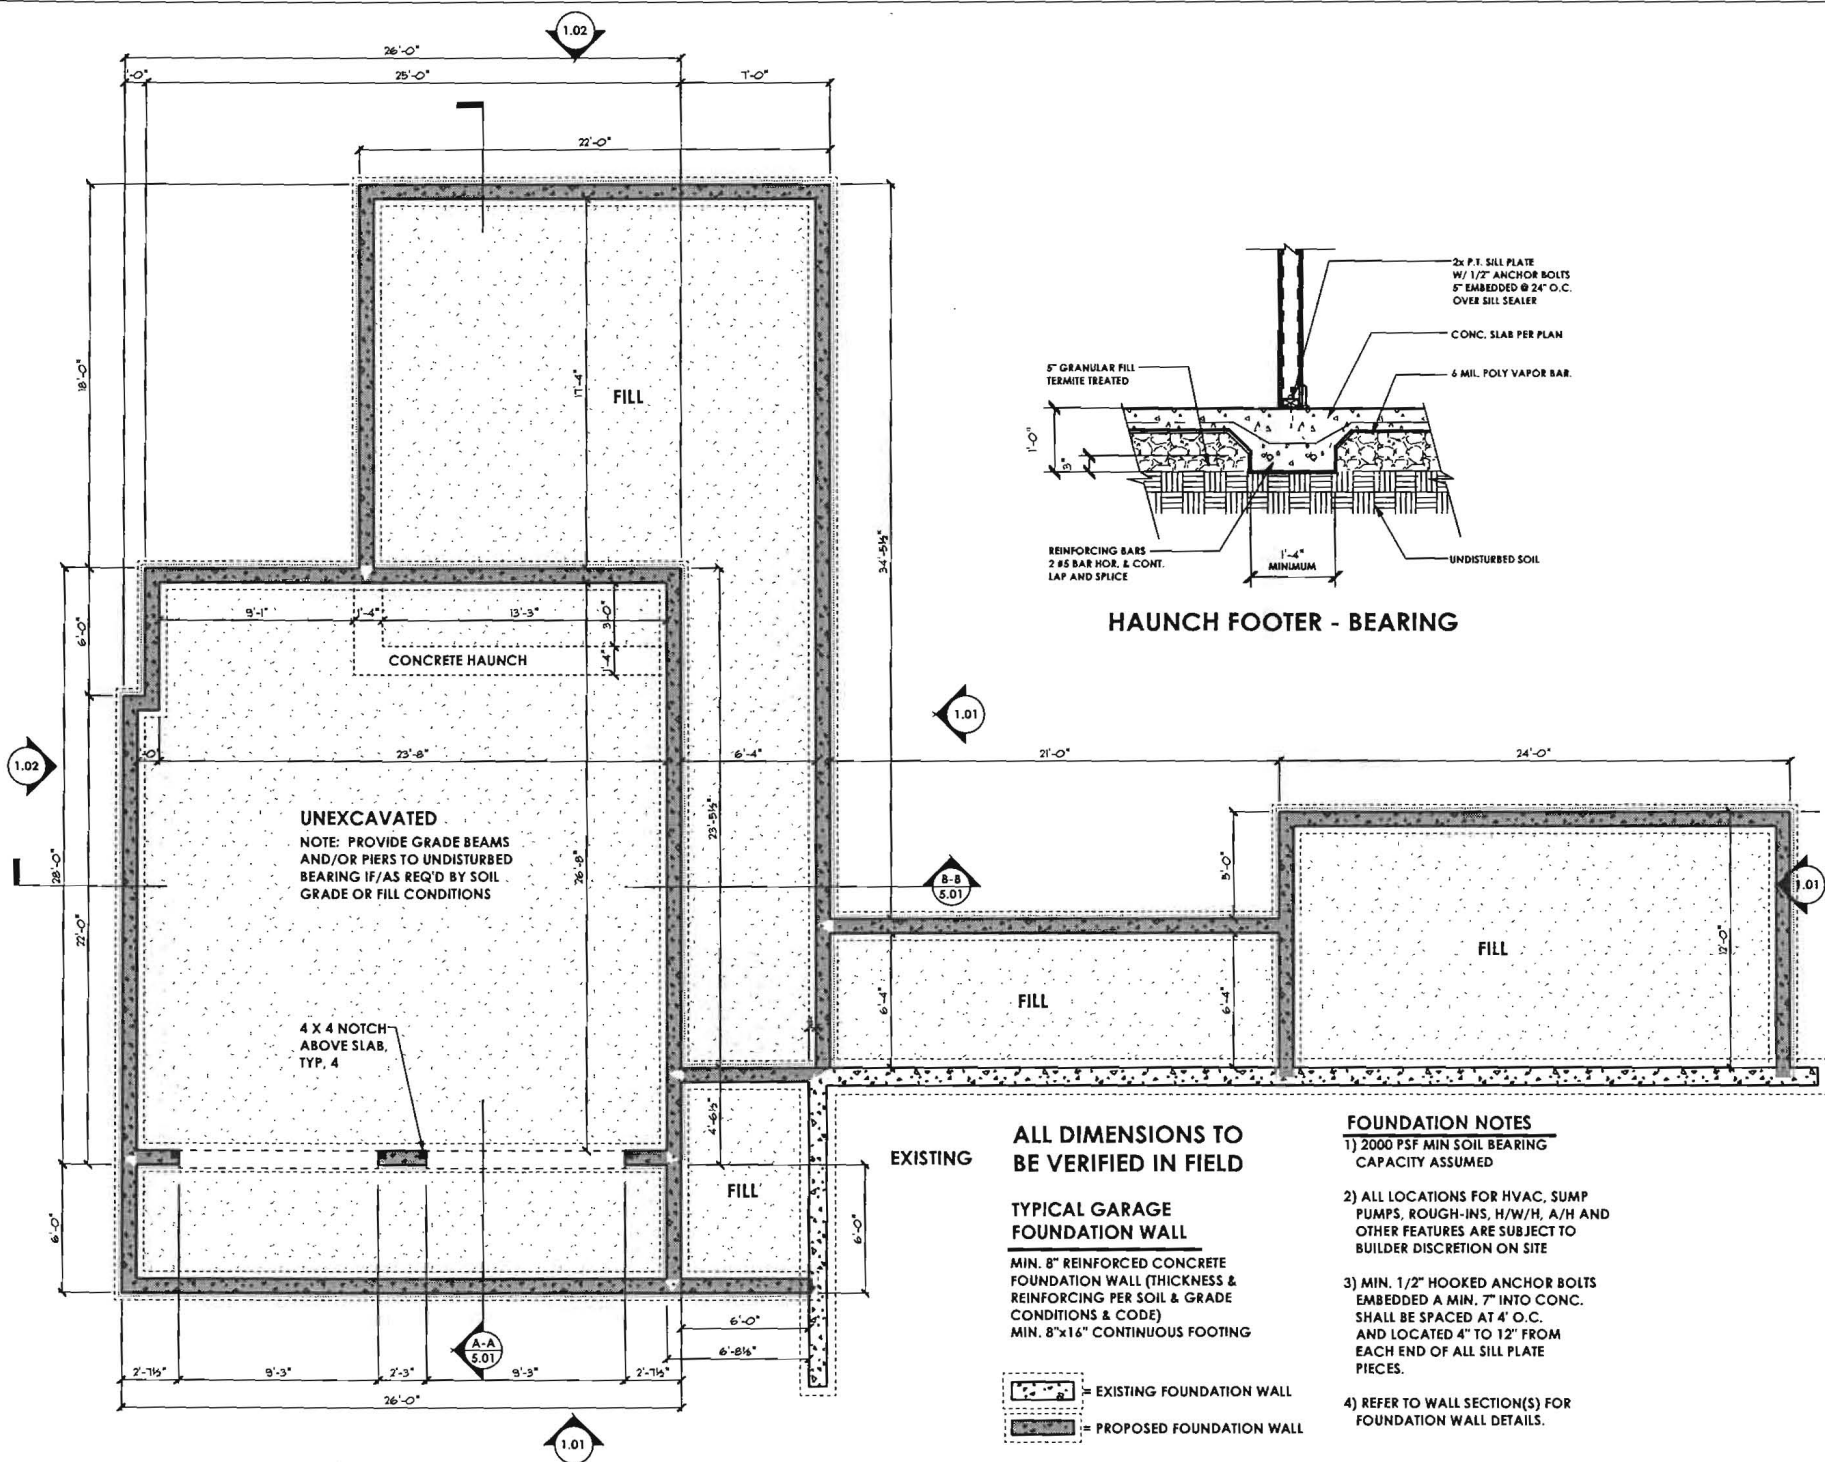 1.02
26'-0"
25'-0"
7'-0"
22'-0"
18'-0"
17'-4"
FILL
34'-5½"
2x P.T. SILL PLATE
W/ 1/2" ANCHOR BOLTS
5" EMBEDDED @ 24" O.C.
OVER SILL SEALER
CONC. SLAB PER PLAN
6 MIL. POLY VAPOR BAR.
5" GRANULAR FILL
TERMITE TREATED
1'-0"
3"
REINFORCING BARS
2 #5 BAR HOR. & CONT.
LAP AND SPLICE
1'-4"
MINIMUM
UNDISTURBED SOIL
HAUNCH FOOTER - BEARING
6'-0"
9'-1"
1'-4"
13'-3"
3'-0"
1'-4"
CONCRETE HAUNCH
1.02
1.01
23'-8"
6'-4"
21'-0"
24'-0"
28'-0"
22'-0"
UNEXCAVATED
NOTE: PROVIDE GRADE BEAMS
AND/OR PIERS TO UNDISTURBED
BEARING IF/AS REQ'D BY SOIL
GRADE OR FILL CONDITIONS
26'-8"
23'-5½"
B-B
5.01
5'-0"
1.01
12'-0"
FILL
6'-4"
FILL
6'-4"
4 X 4 NOTCH
ABOVE SLAB,
TYP. 4
4'-6½"
FILL
6'-0"
6'-0"
EXISTING
ALL DIMENSIONS TO
BE VERIFIED IN FIELD
TYPICAL GARAGE
FOUNDATION WALL
MIN. 8" REINFORCED CONCRETE
FOUNDATION WALL (THICKNESS &
REINFORCING PER SOIL & GRADE
CONDITIONS & CODE)
MIN. 8"x16" CONTINUOUS FOOTING
= EXISTING FOUNDATION WALL
= PROPOSED FOUNDATION WALL
FOUNDATION NOTES
1) 2000 PSF MIN SOIL BEARING
CAPACITY ASSUMED
2) ALL LOCATIONS FOR HVAC, SUMP
PUMPS, ROUGH-INS, H/W/H, A/H AND
OTHER FEATURES ARE SUBJECT TO
BUILDER DISCRETION ON SITE
3) MIN. 1/2" HOOKED ANCHOR BOLTS
EMBEDDED A MIN. 7" INTO CONC.
SHALL BE SPACED AT 4' O.C.
AND LOCATED 4" TO 12" FROM
EACH END OF ALL SILL PLATE
PIECES.
4) REFER TO WALL SECTION(S) FOR
FOUNDATION WALL DETAILS.
6'-0"
6'-8½"
A-A
5.01
2'-7½"
9'-3"
2'-3"
9'-3"
2'-7½"
26'-0"
1.01